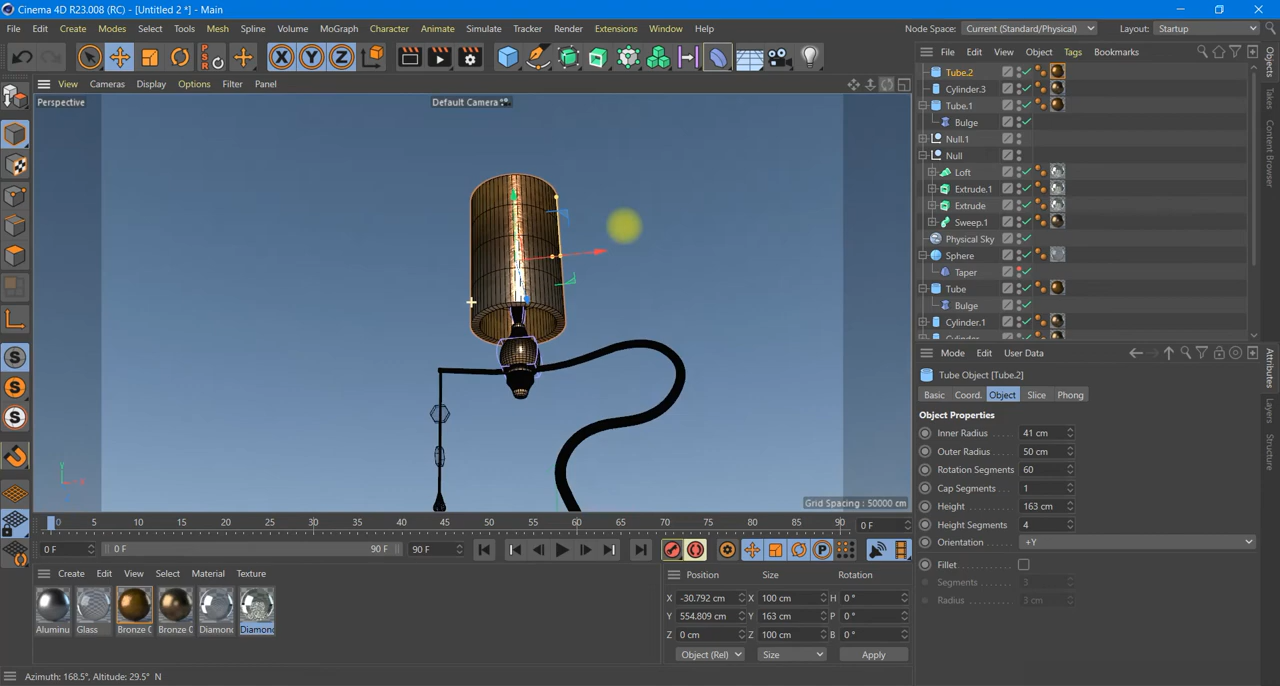 Cinema 4D R23.008 (RC) - [Untitled 2 *] - Main
File Edit Create Modes Select Tools Mesh Spline Volume MoGraph Character Animate Simulate Tracker Render Extensions Window Help Node Space: Current (Standard/Physical) Layout: Startup
File Edit View Object Tags Bookmarks
View Cameras Display Options Filter Panel
Perspective Default Camera
Tube.2
Cylinder.3
Tube.1
Bulge
Null.1
Null
Loft
Extrude.1
Extrude
Sweep.1
Physical Sky
Sphere
Taper
Tube
Bulge
Cylinder.1
Objects
Takes
Content Browser
Mode Edit User Data
Tube Object [Tube.2]
Basic Coord. Object Slice Phong
Object Properties
Inner Radius 41 cm
Outer Radius 50 cm
Rotation Segments 60
Cap Segments 1
Height 163 cm
Height Segments 4
Orientation +Y
Fillet
Segments 3
Radius 3 cm
Attributes
Layers
Structure
Grid Spacing : 50000 cm
0 5 10 15 20 25 30 35 40 45 50 55 60 65 70 75 80 85 90 0 F
0 F 0 F 90 F 90 F
Create Edit View Select Material Texture
Aluminu Glass Bronze Bronze Diamon Diamon
Position Size Rotation
X -30.792 cm X 100 cm H 0 °
Y 554.809 cm Y 163 cm P 0 °
Z 0 cm Z 100 cm B 0 °
Object (Rel) Size Apply
Azimuth: 168.5°, Altitude: 29.5° N